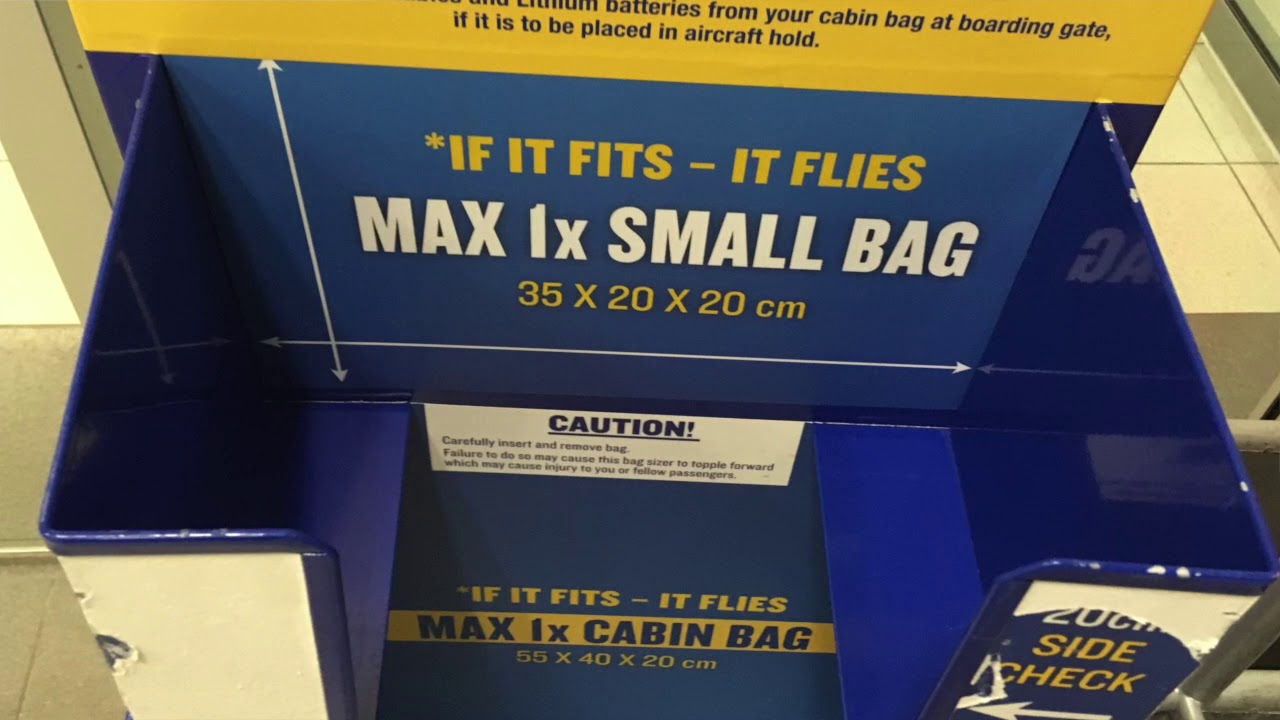 and Lithium batteries from your cabin bag at boarding gate,
if it is to be placed in aircraft hold.
*IF IT FITS – IT FLIES
MAX 1x SMALL BAG
35 X 20 X 20 cm
CAUTION!
Carefully insert and remove bag.
Failure to do so may cause this bag sizer to topple forward
which may cause injury to you or fellow passengers.
*IF IT FITS – IT FLIES
MAX 1x CABIN BAG
55 X 40 X 20 cm
20cm
SIDE
CHECK